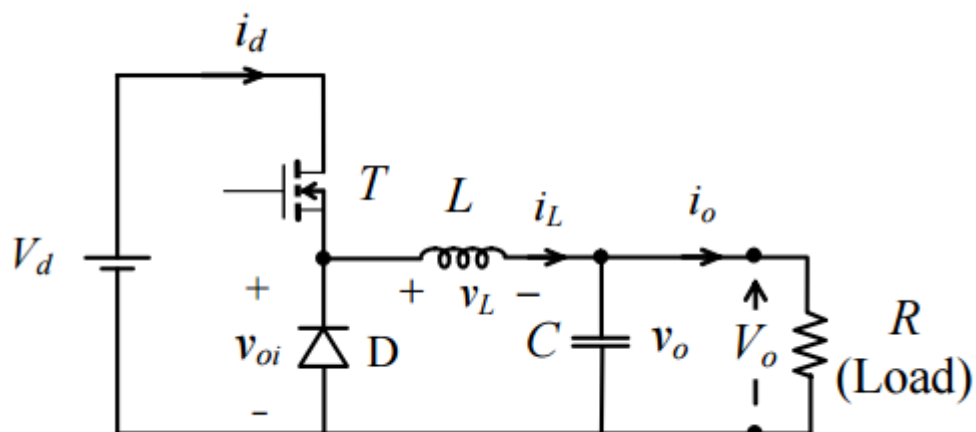 i_d
T
L
i_L
i_o
V_d
+
+ v_L −
v_oi
D
C
v_o
V_o
R
(Load)
-